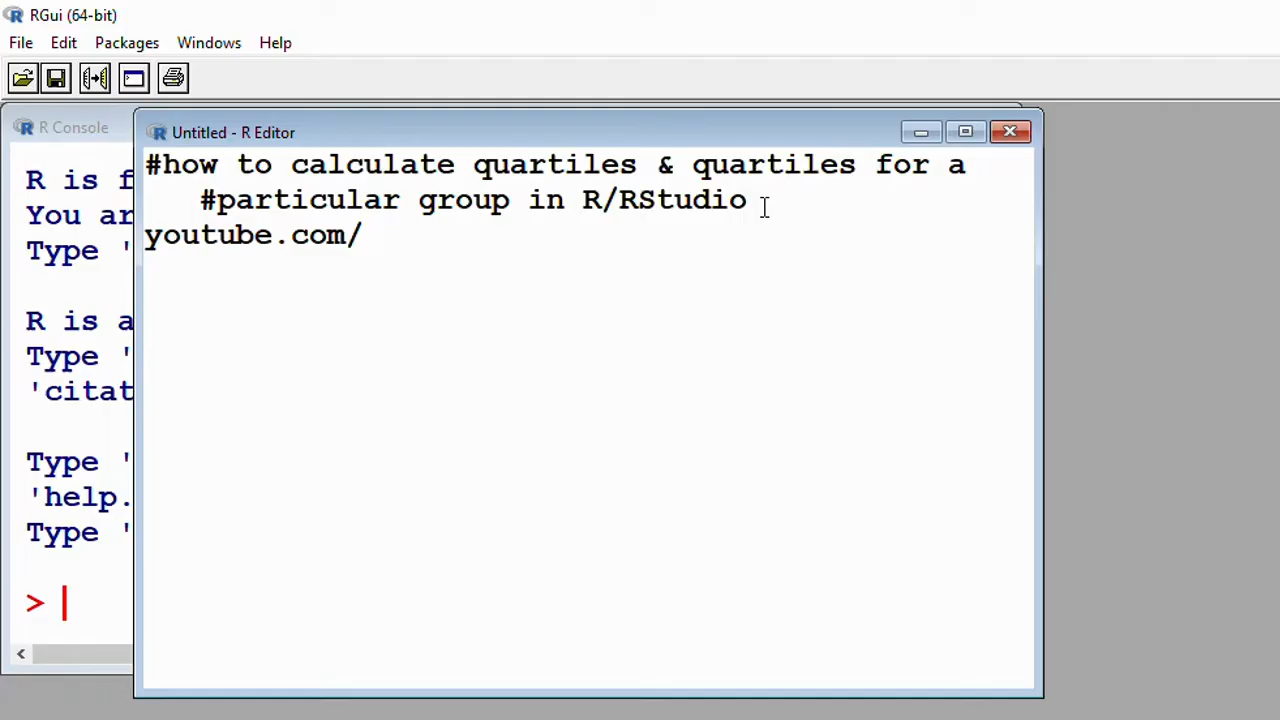 RGui (64-bit)
File Edit Packages Windows Help
R Console
R is f
You ar
Type '
R is a
Type '
'citat
Type '
'help.
Type '
>
Untitled - R Editor
#how to calculate quartiles & quartiles for a
#particular group in R/RStudio
youtube.com/